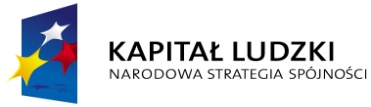 KAPITAŁ LUDZKI
NARODOWA STRATEGIA SPÓJNOŚCI